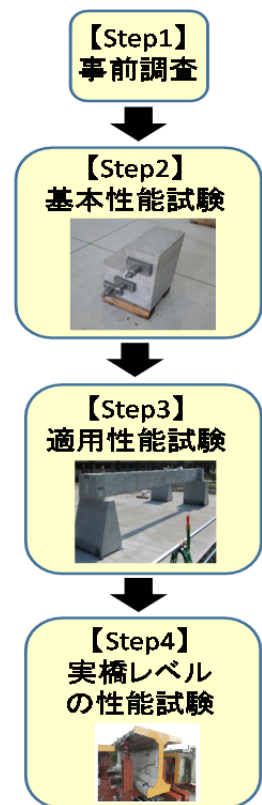 【Step1】
事前調査
【Step2】
基本性能試験
【Step3】
適用性能試験
【Step4】
実橋レベル
の性能試験